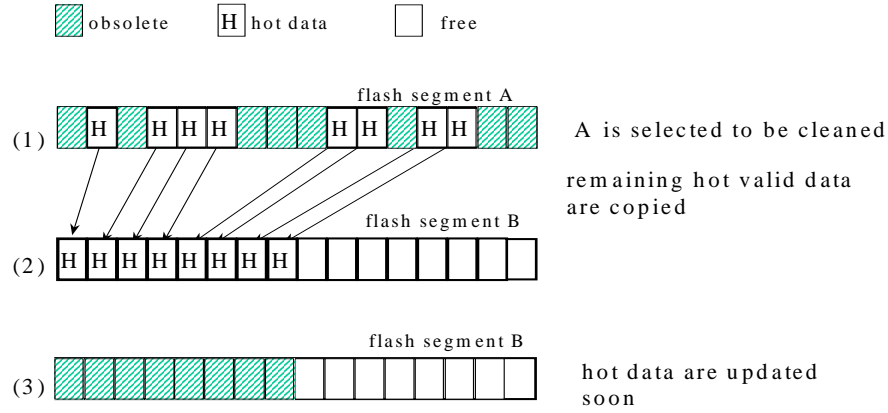 obsolete H hot data free
flash segment A
(1) H H H H H H H H A is selected to be cleaned
remaining hot valid data
are copied
flash segment B
(2) H H H H H H H H
flash segment B
(3) hot data are updated
soon